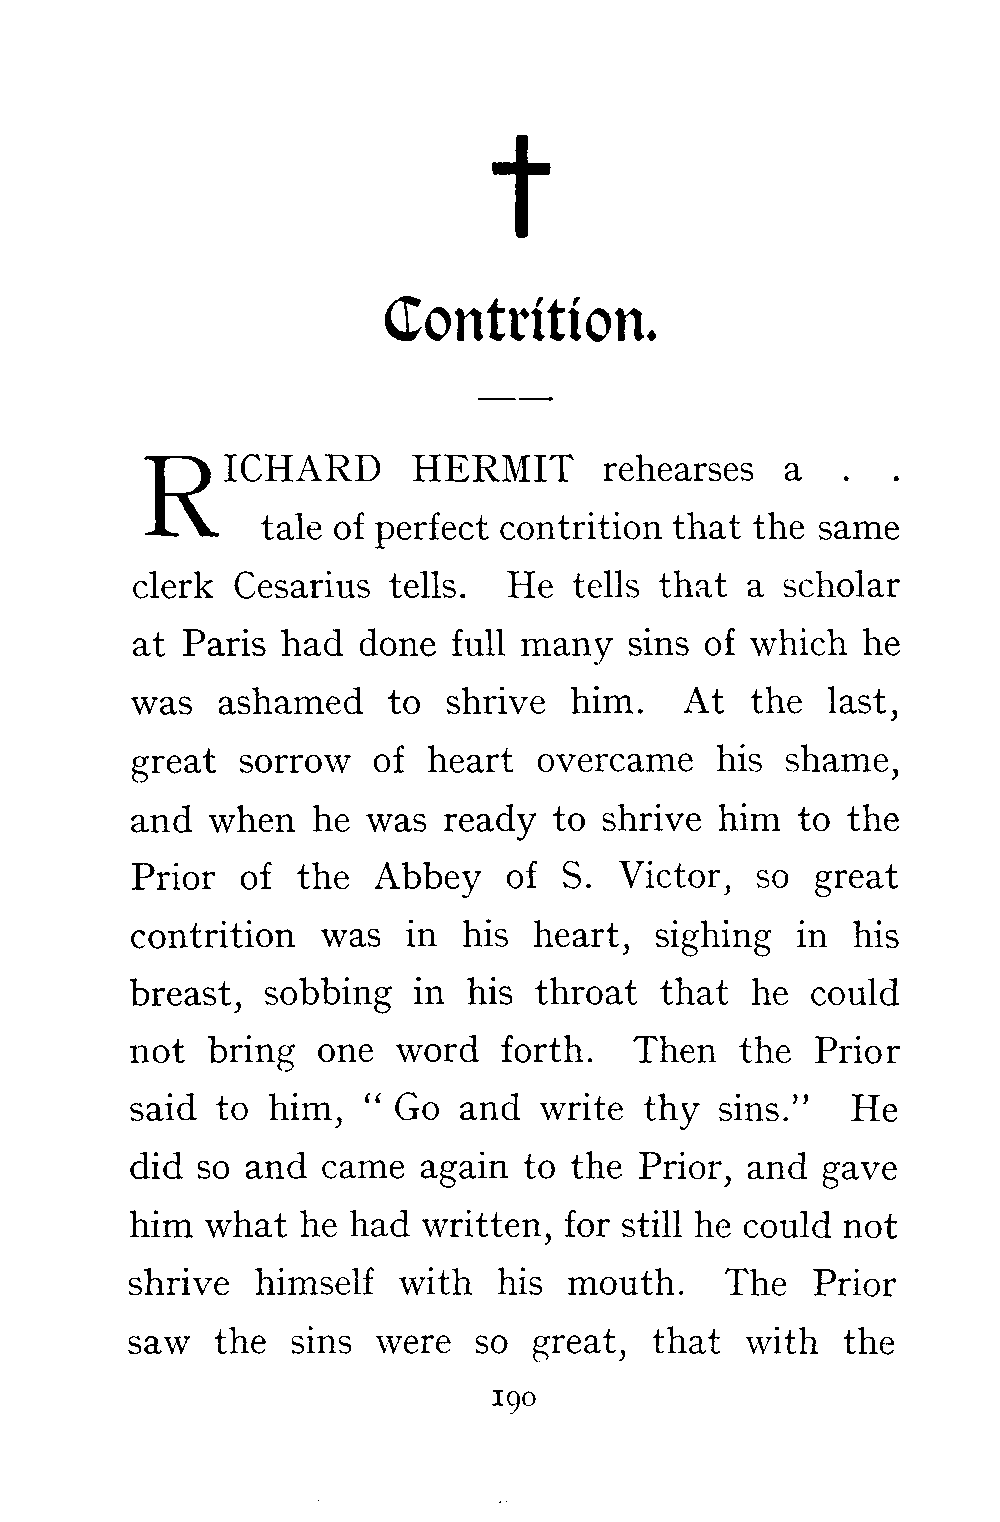 Contrition.
RICHARD HERMIT rehearses a . .
tale of perfect contrition that the same
clerk Cesarius tells. He tells that a scholar
at Paris had done full many sins of which he
was ashamed to shrive him. At the last,
great sorrow of heart overcame his shame,
and when he was ready to shrive him to the
Prior of the Abbey of S. Victor, so great
contrition was in his heart, sighing in his
breast, sobbing in his throat that he could
not bring one word forth. Then the Prior
said to him, “ Go and write thy sins.” He
did so and came again to the Prior, and gave
him what he had written, for still he could not
shrive himself with his mouth. The Prior
saw the sins were so great, that with the
190